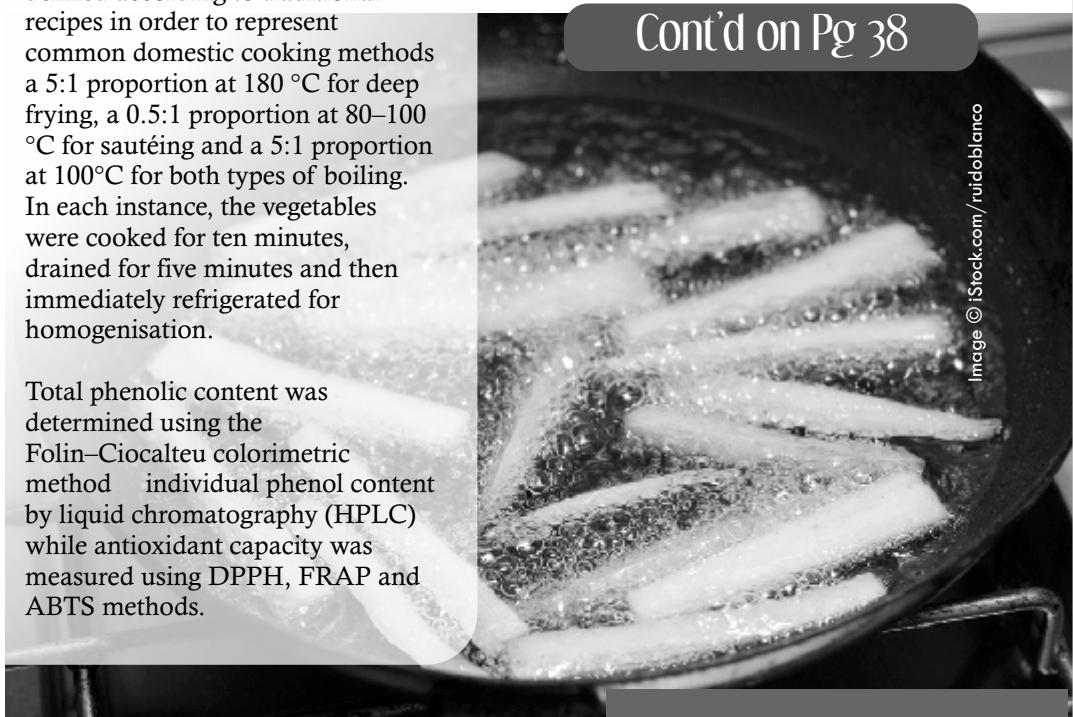 recipes in order to represent
common domestic cooking methods
a 5:1 proportion at 180 °C for deep
frying, a 0.5:1 proportion at 80–100
°C for sautéing and a 5:1 proportion
at 100°C for both types of boiling.
In each instance, the vegetables
were cooked for ten minutes,
drained for five minutes and then
immediately refrigerated for
homogenisation.
Total phenolic content was
determined using the
Folin–Ciocalteu colorimetric
method individual phenol content
by liquid chromatography (HPLC)
while antioxidant capacity was
measured using DPPH, FRAP and
ABTS methods.
Cont'd on Pg 38
Image © iStock.com/ruidoblanco